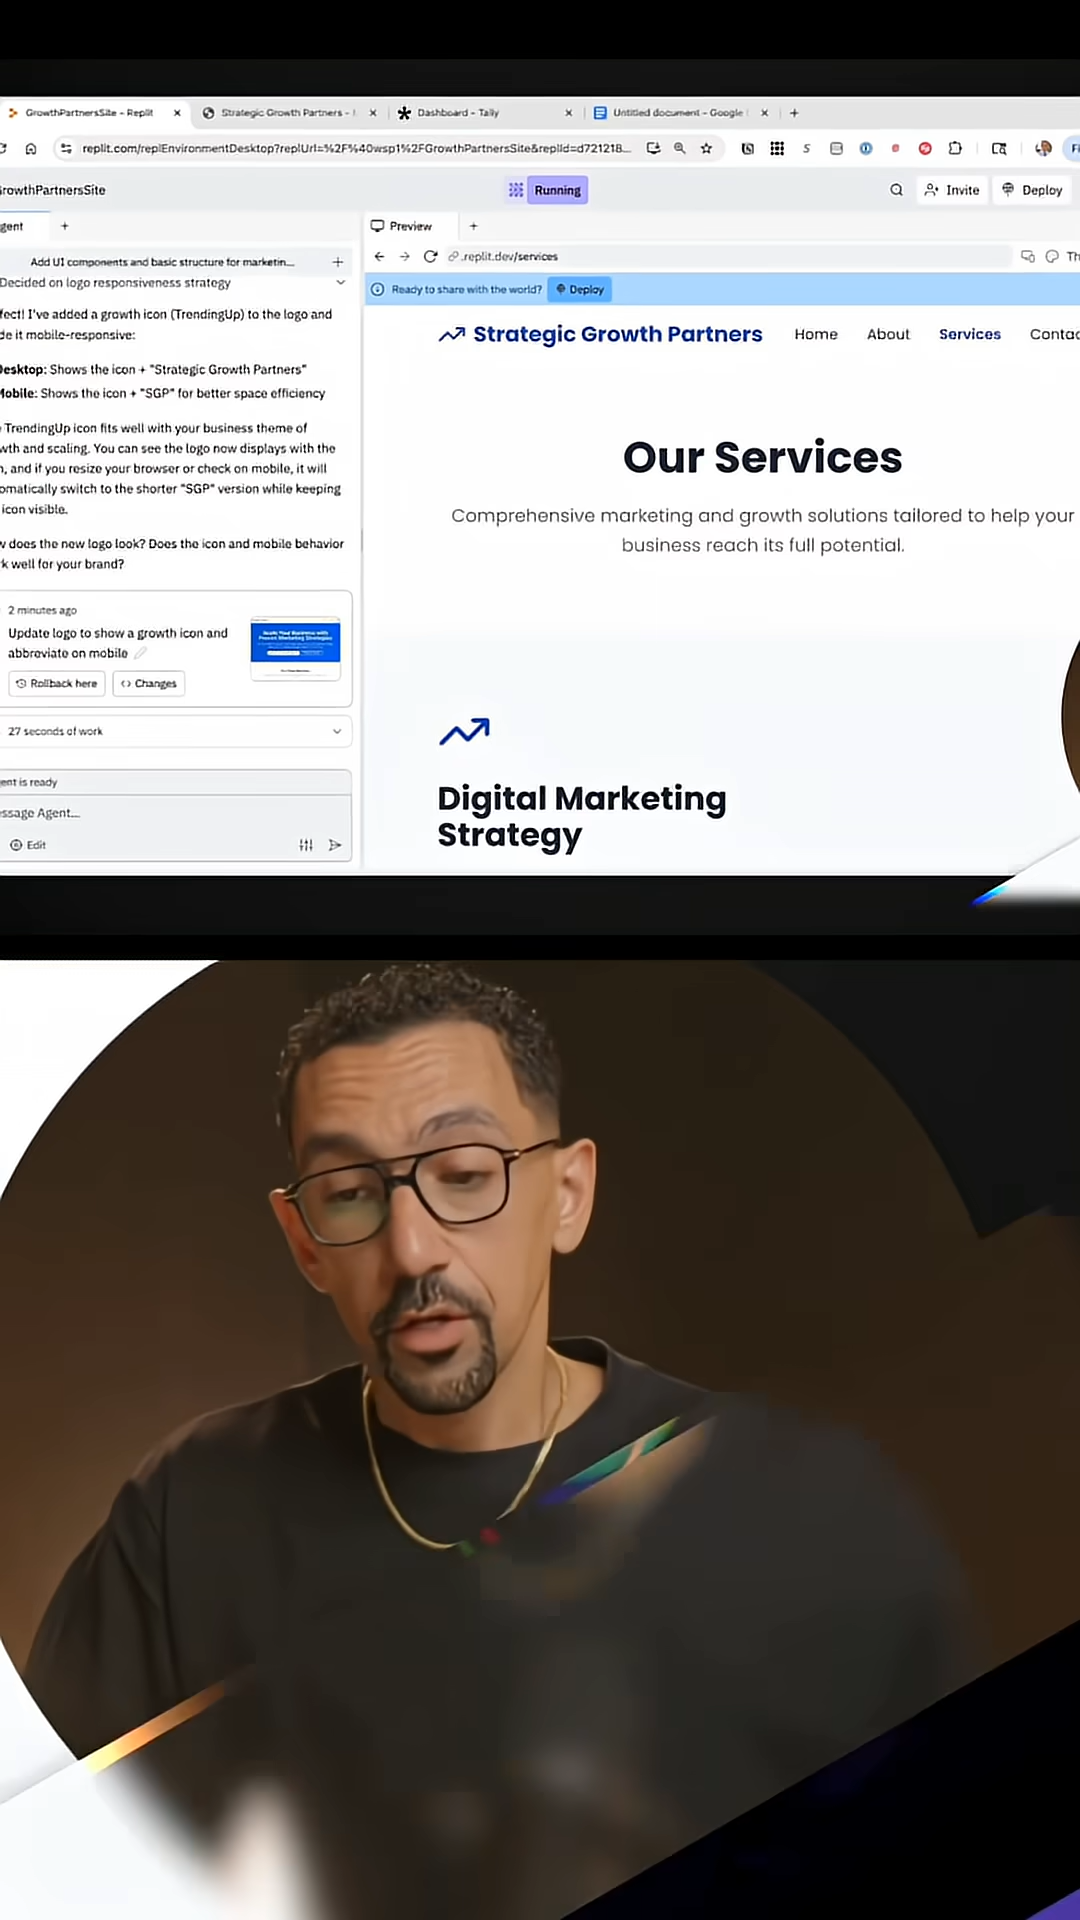 GrowthPartnersSite - Replit
Strategic Growth Partners -
Dashboard - Tally
Untitled document - Google
replit.com/replEnvironmentDesktop?replUrl=%2F%40wsp1%2FGrowthPartnersSite&replId=d721218...
rowthPartnersSite
Running
Invite
Deploy
gent
Preview
Add UI components and basic structure for marketin...
.replit.dev/services
Th
Decided on logo responsiveness strategy
Ready to share with the world?
Deploy
fect! I've added a growth icon (TrendingUp) to the logo and
de it mobile-responsive:
Desktop: Shows the icon + "Strategic Growth Partners"
Mobile: Shows the icon + "SGP" for better space efficiency
TrendingUp icon fits well with your business theme of
wth and scaling. You can see the logo now displays with the
n, and if you resize your browser or check on mobile, it will
omatically switch to the shorter "SGP" version while keeping
icon visible.
w does the new logo look? Does the icon and mobile behavior
k well for your brand?
2 minutes ago
Update logo to show a growth icon and
abbreviate on mobile
Rollback here
Changes
27 seconds of work
ent is ready
ssage Agent...
Edit
Strategic Growth Partners
Home
About
Services
Contac
Our Services
Comprehensive marketing and growth solutions tailored to help your
business reach its full potential.
Digital Marketing
Strategy